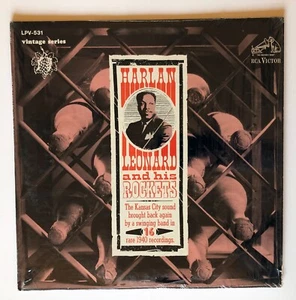 LPV-531
vintage series
RCA VICTOR
HARLAN
LEONARD
and his
ROCKETS
The Kansas City sound
brought back again
by a swinging band in
16
rare 1940 recordings.